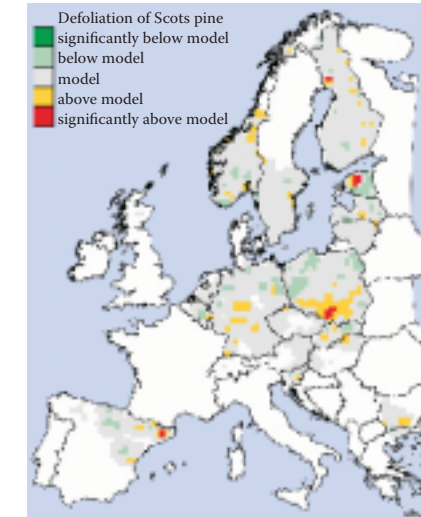 Defoliation of Scots pine
significantly below model
below model
model
above model
significantly above model